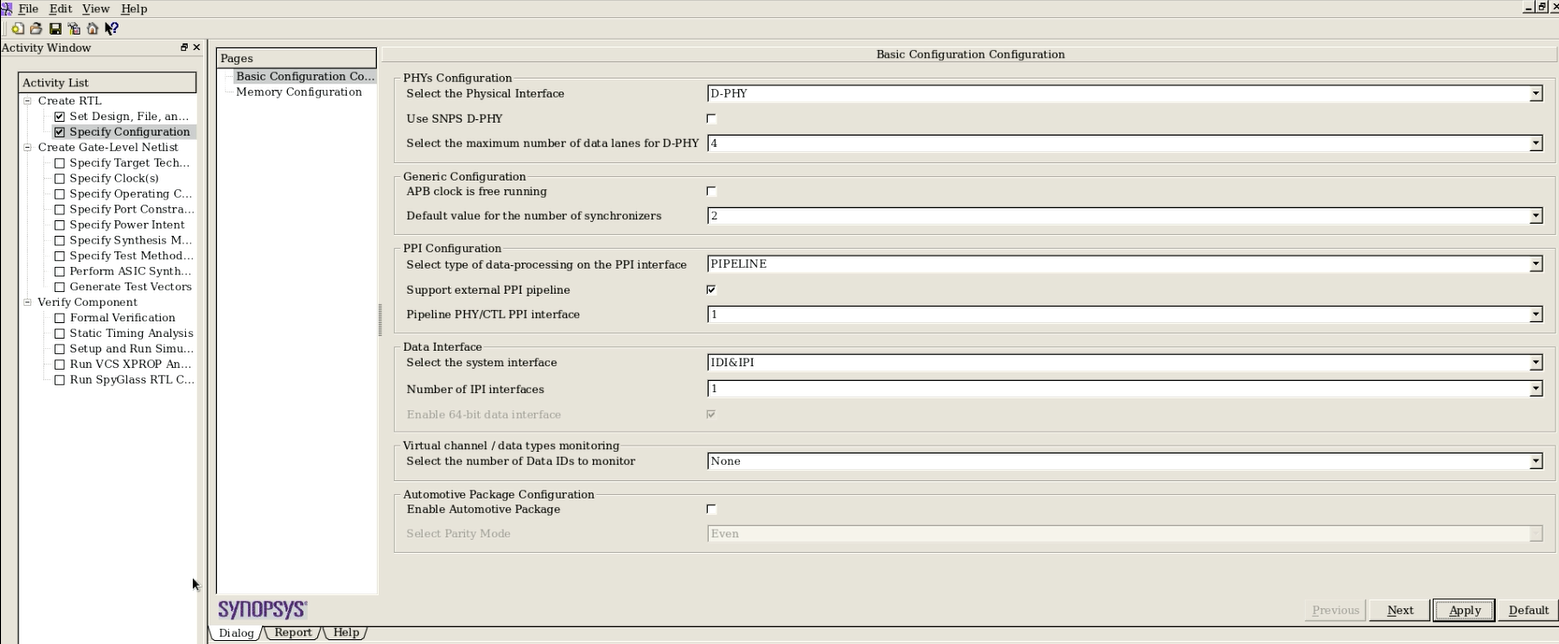 File Edit View Help
Activity Window
Activity List
Create RTL
Set Design, File, an...
Specify Configuration
Create Gate-Level Netlist
Specify Target Tech...
Specify Clock(s)
Specify Operating C...
Specify Port Constra...
Specify Power Intent
Specify Synthesis M...
Specify Test Method...
Perform ASIC Synth...
Generate Test Vectors
Verify Component
Formal Verification
Static Timing Analysis
Setup and Run Simu...
Run VCS XPROP An...
Run SpyGlass RTL C...
Pages
Basic Configuration Co...
Memory Configuration
Basic Configuration Configuration
PHYs Configuration
Select the Physical Interface D-PHY
Use SNPS D-PHY
Select the maximum number of data lanes for D-PHY 4
Generic Configuration
APB clock is free running
Default value for the number of synchronizers 2
PPI Configuration
Select type of data-processing on the PPI interface PIPELINE
Support external PPI pipeline
Pipeline PHY/CTL PPI interface 1
Data Interface
Select the system interface IDI&IPI
Number of IPI interfaces 1
Enable 64-bit data interface
Virtual channel / data types monitoring
Select the number of Data IDs to monitor None
Automotive Package Configuration
Enable Automotive Package
Select Parity Mode Even
SYNOPSYS
Previous Next Apply Default
Dialog Report Help